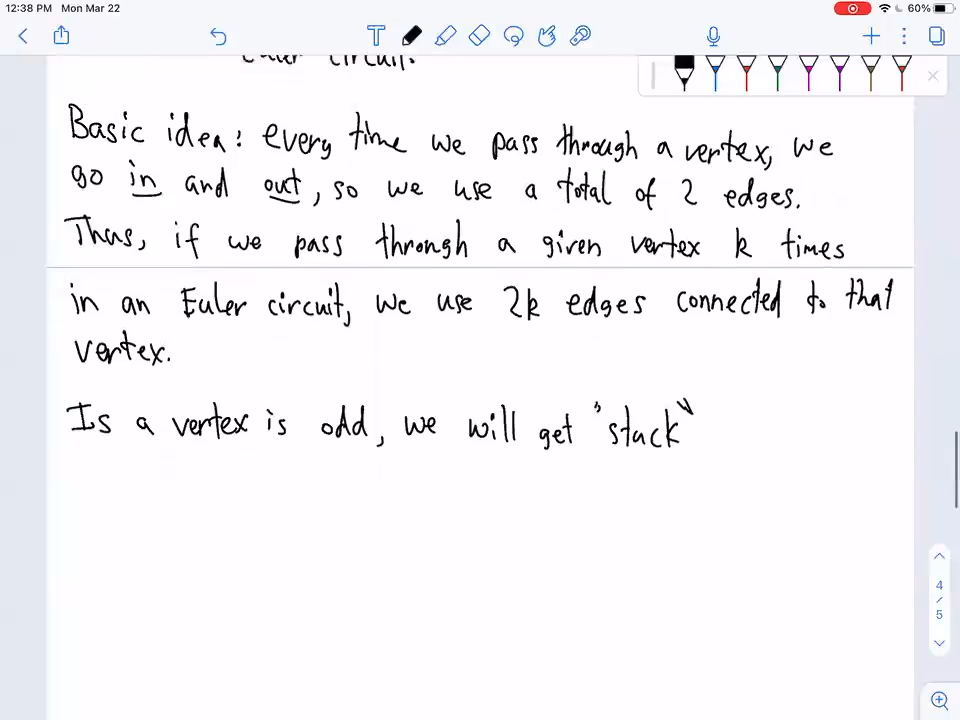 12:38 PM Mon Mar 22
60%
Euler circuit.
Basic idea: every time we pass through a vertex, we
go in and out, so we use a total of 2 edges.
Thus, if we pass through a given vertex k times
in an Euler circuit, we use 2k edges connected to that
vertex.
Is a vertex is odd, we will get "stuck"
4
/
5